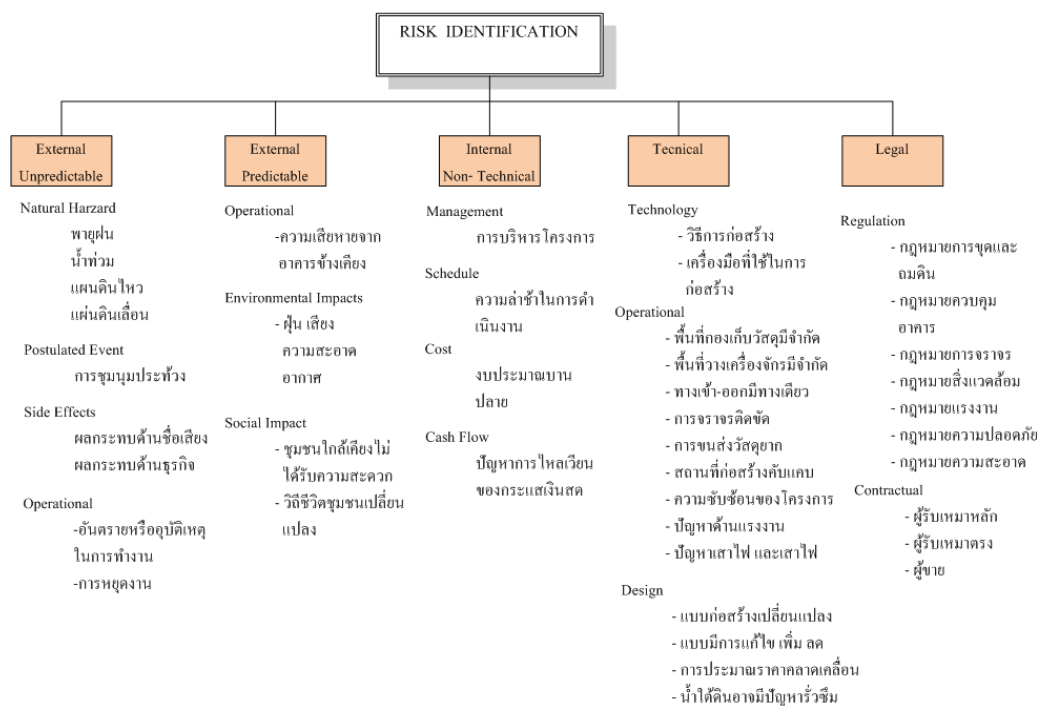 RISK IDENTIFICATION
External
Unpredictable
Natural Harzard
พายุฝน
น้ำท่วม
แผนดินไหว
แผ่นดินเลื่อน
Postulated Event
การชุมนุมประท้วง
Side Effects
ผลกระทบด้านชื่อเสียง
ผลกระทบด้านธุรกิจ
Operational
-อันตรายหรืออุบัติเหตุ
ในการทำงาน
-การหยุดงาน
External
Predictable
Operational
-ความเสียหายจาก
อาคารข้างเคียง
Environmental Impacts
- ฝุ่น เสียง
ความสะอาด
อากาศ
Social Impact
- ชุมชนใกล้เคียงไม่
ได้รับความสะดวก
- วิถีชีวิตชุมชนเปลี่ยน
แปลง
Internal
Non- Technical
Management
การบริหารโครงการ
Schedule
ความล่าช้าในการดำ
เนินงาน
Cost
งบประมาณบาน
ปลาย
Cash Flow
ปัญหาการไหลเวียน
ของกระแสเงินสด
Tecnical
Technology
- วิธีการก่อสร้าง
- เครื่องมือที่ใช้ในการ
ก่อสร้าง
Operational
- พื้นที่กองเก็บวัสดุมีจำกัด
- พื้นที่วางเครื่องจักรมีจำกัด
- ทางเข้า-ออกมีทางเดียว
- การจราจรติดขัด
- การขนส่งวัสดุยาก
- สถานที่ก่อสร้างคับแคบ
- ความซับซ้อนของโครงการ
- ปัญหาด้านแรงงาน
- ปัญหาเสาไฟ และเสาไฟ
Design
- แบบก่อสร้างเปลี่ยนแปลง
- แบบมีการแก้ไข เพิ่ม ลด
- การประมาณราคาคลาดเคลื่อน
- น้ำใต้ดินอาจมีปัญหารั่วซึม
Legal
Regulation
- กฎหมายการขุดและ
ถมดิน
- กฎหมายควบคุม
อาคาร
- กฎหมายการจราจร
- กฎหมายสิ่งแวดล้อม
- กฎหมายแรงงาน
- กฎหมายความปลอดภัย
- กฎหมายความสะอาด
Contractual
- ผู้รับเหมาหลัก
- ผู้รับเหมาตรง
- ผู้ขาย